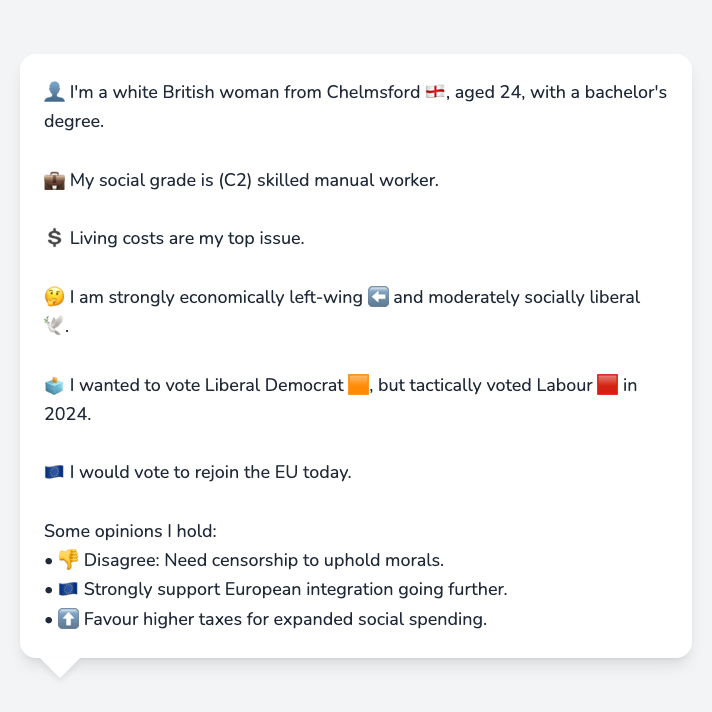 👤 I'm a white British woman from Chelmsford 🏴󠁧󠁢󠁥󠁮󠁧󠁿, aged 24, with a bachelor's
degree.
💼 My social grade is (C2) skilled manual worker.
💲 Living costs are my top issue.
🤔 I am strongly economically left-wing ⬅️ and moderately socially liberal
🕊️.
🗳️ I wanted to vote Liberal Democrat 🟧, but tactically voted Labour 🟥 in
2024.
🇪🇺 I would vote to rejoin the EU today.
Some opinions I hold:
• 👎 Disagree: Need censorship to uphold morals.
• 🇪🇺 Strongly support European integration going further.
• ⬆️ Favour higher taxes for expanded social spending.